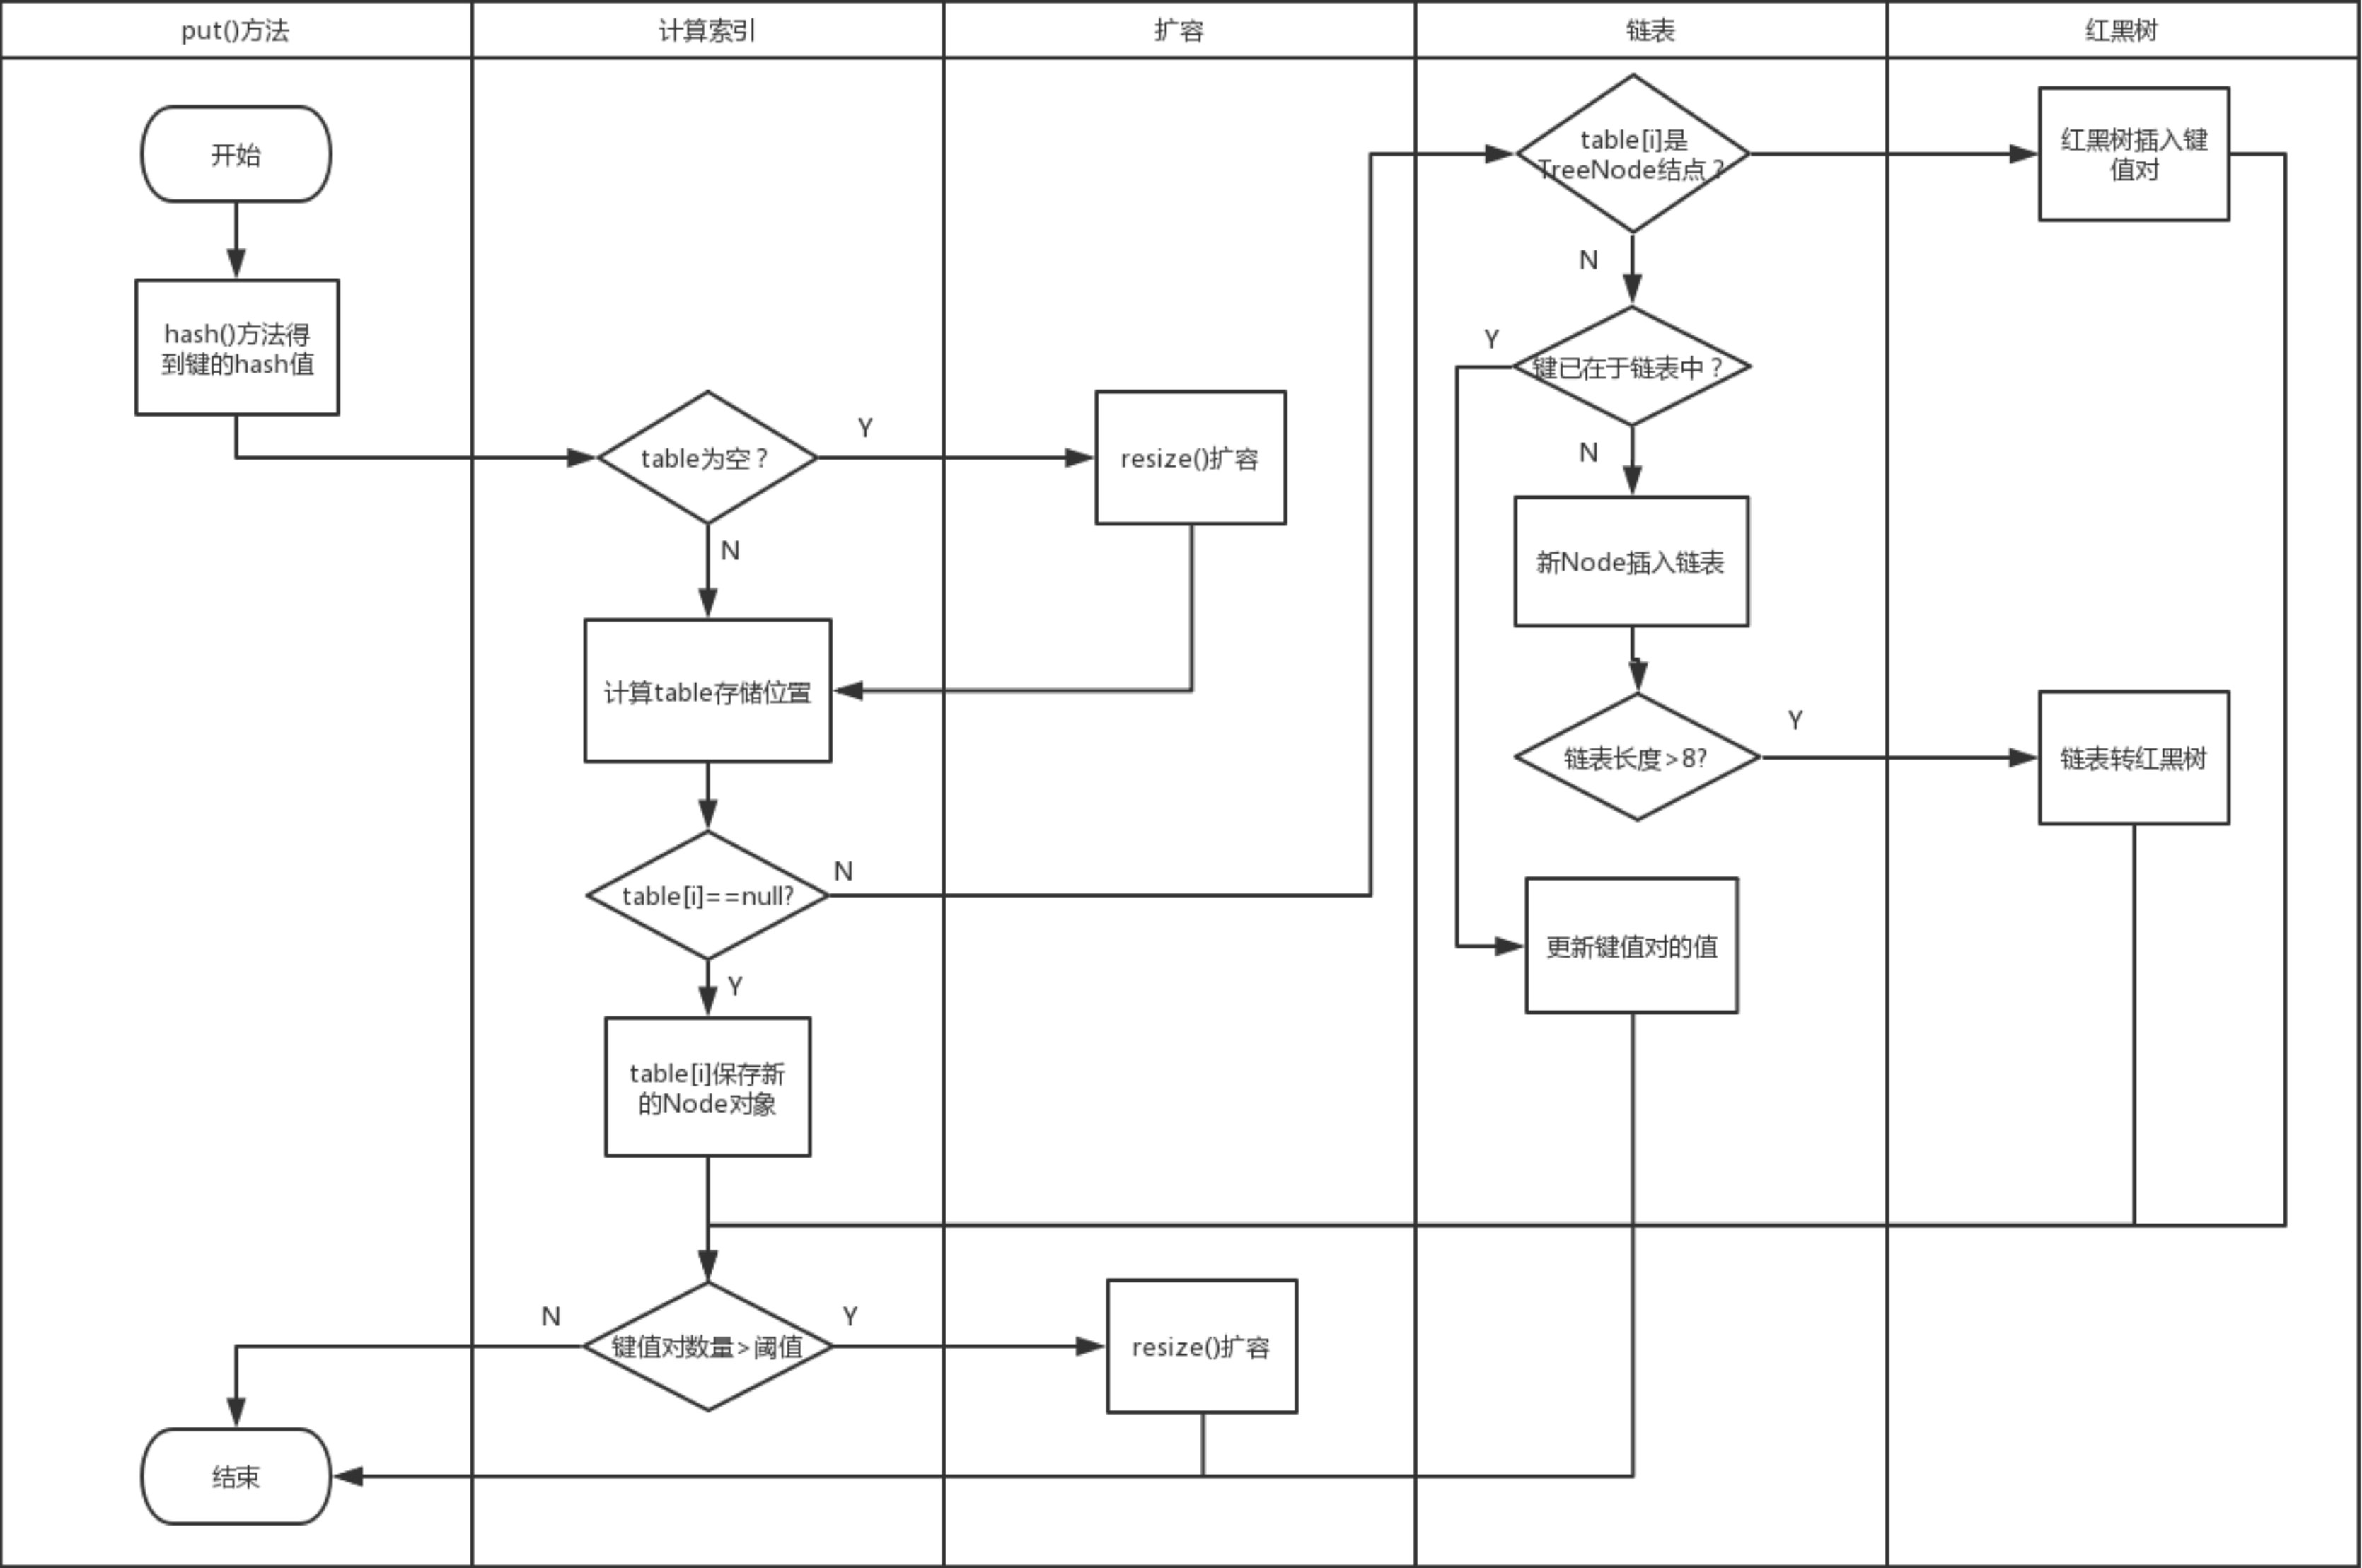 put()方法
计算索引
扩容
链表
红黑树
开始
hash()方法得
到键的hash值
table为空？
Y
resize()扩容
N
计算table存储位置
table[i]==null?
N
Y
table[i]保存新
的Node对象
键值对数量>阈值
N
Y
resize()扩容
结束
table[i]是
TreeNode结点？
N
键已在于链表中？
Y
N
新Node插入链表
链表长度>8?
Y
更新键值对的值
红黑树插入键
值对
链表转红黑树